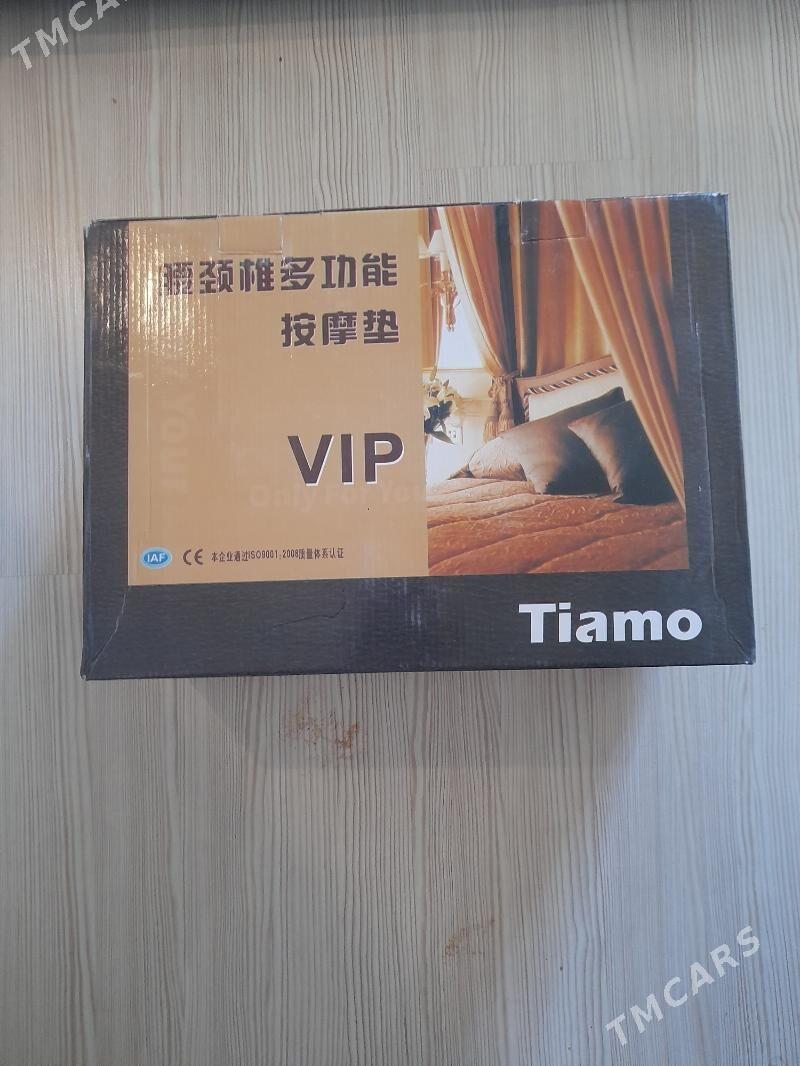 TMCARS
腰颈椎多功能
按摩垫
VIP
Only For You
IAF CE 本企业通过ISO9001:2008质量体系认证
Tiamo
TMCARS